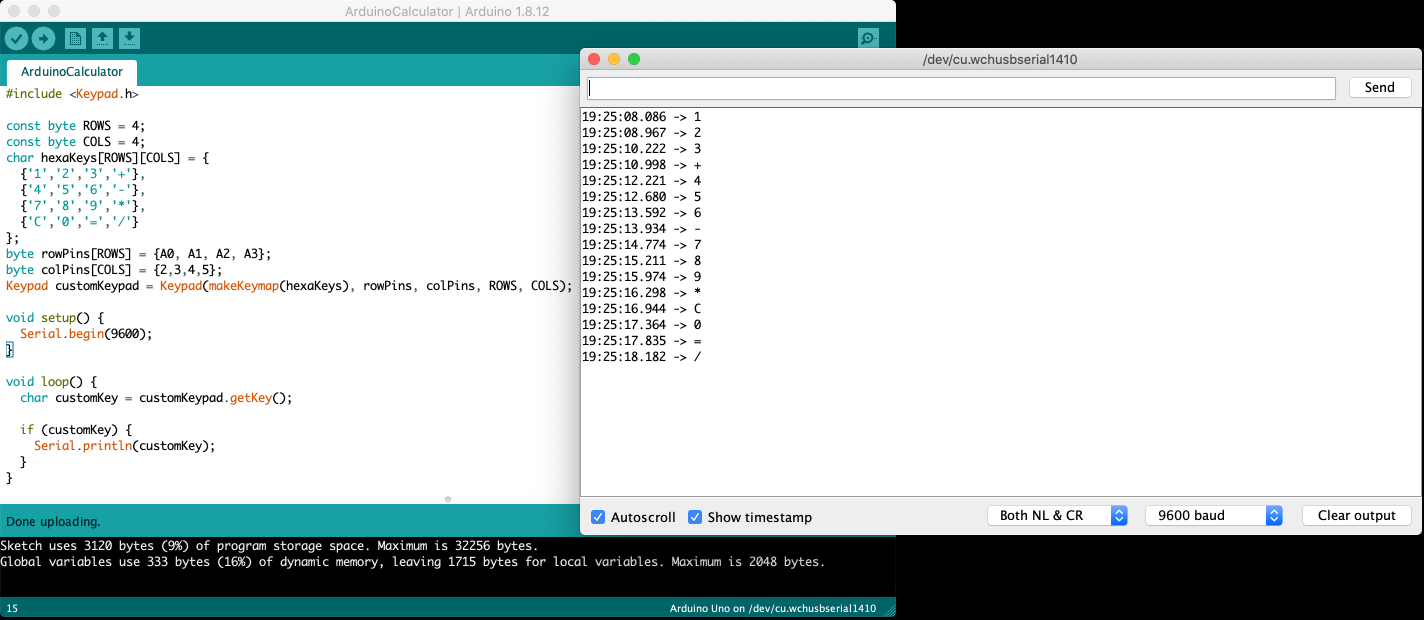 ArduinoCalculator | Arduino 1.8.12
ArduinoCalculator
#include <Keypad.h>
const byte ROWS = 4;
const byte COLS = 4;
char hexaKeys[ROWS][COLS] = {
{'1','2','3','+'},
{'4','5','6','-'},
{'7','8','9','*'},
{'C','0','=','/'}
};
byte rowPins[ROWS] = {A0, A1, A2, A3};
byte colPins[COLS] = {2,3,4,5};
Keypad customKeypad = Keypad(makeKeymap(hexaKeys), rowPins, colPins, ROWS, COLS);
void setup() {
Serial.begin(9600);
}
void loop() {
char customKey = customKeypad.getKey();
if (customKey) {
Serial.println(customKey);
}
}
Done uploading.
Sketch uses 3120 bytes (9%) of program storage space. Maximum is 32256 bytes.
Global variables use 333 bytes (16%) of dynamic memory, leaving 1715 bytes for local variables. Maximum is 2048 bytes.
15
Arduino Uno on /dev/cu.wchusbserial1410
/dev/cu.wchusbserial1410
Send
19:25:08.086 -> 1
19:25:08.967 -> 2
19:25:10.222 -> 3
19:25:10.998 -> +
19:25:12.221 -> 4
19:25:12.680 -> 5
19:25:13.592 -> 6
19:25:13.934 -> -
19:25:14.774 -> 7
19:25:15.211 -> 8
19:25:15.974 -> 9
19:25:16.298 -> *
19:25:16.944 -> C
19:25:17.364 -> 0
19:25:17.835 -> =
19:25:18.182 -> /
Autoscroll
Show timestamp
Both NL & CR
9600 baud
Clear output